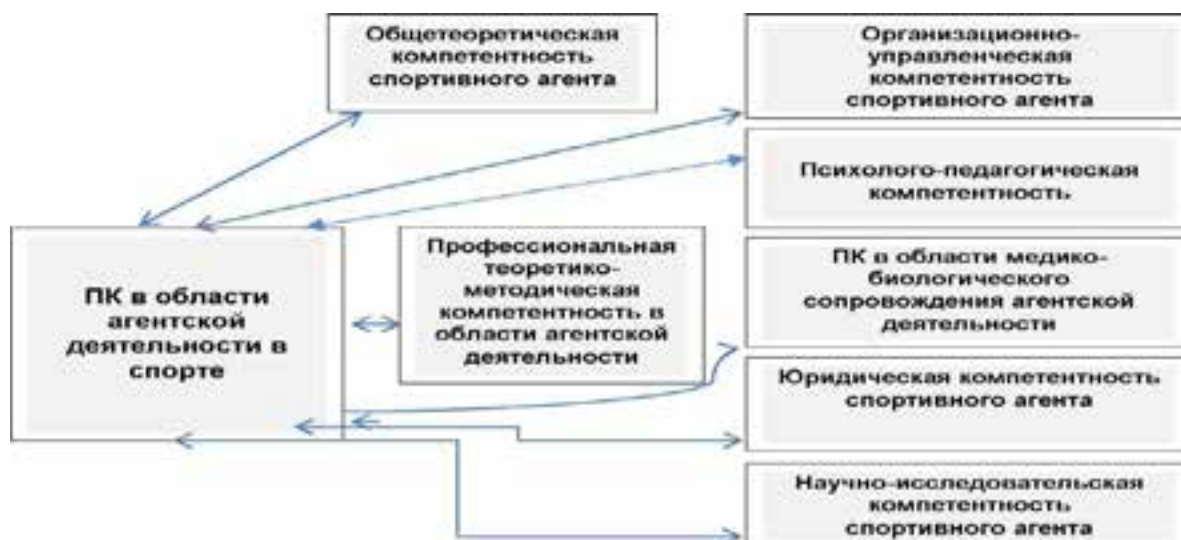 Общетеоретическая
компетентность
спортивного агента
Организационно-
управленческая
компетентность
спортивного агента
Психолого-педагогическая
компетентность
ПК в области
агентской
деятельности в
спорте
Профессиональная
теоретико-
методическая
компетентность в
области агентской
деятельности
ПК в области медико-
биологического
сопровождения агентской
деятельности
Юридическая компетентность
спортивного агента
Научно-исследовательская
компетентность
спортивного агента